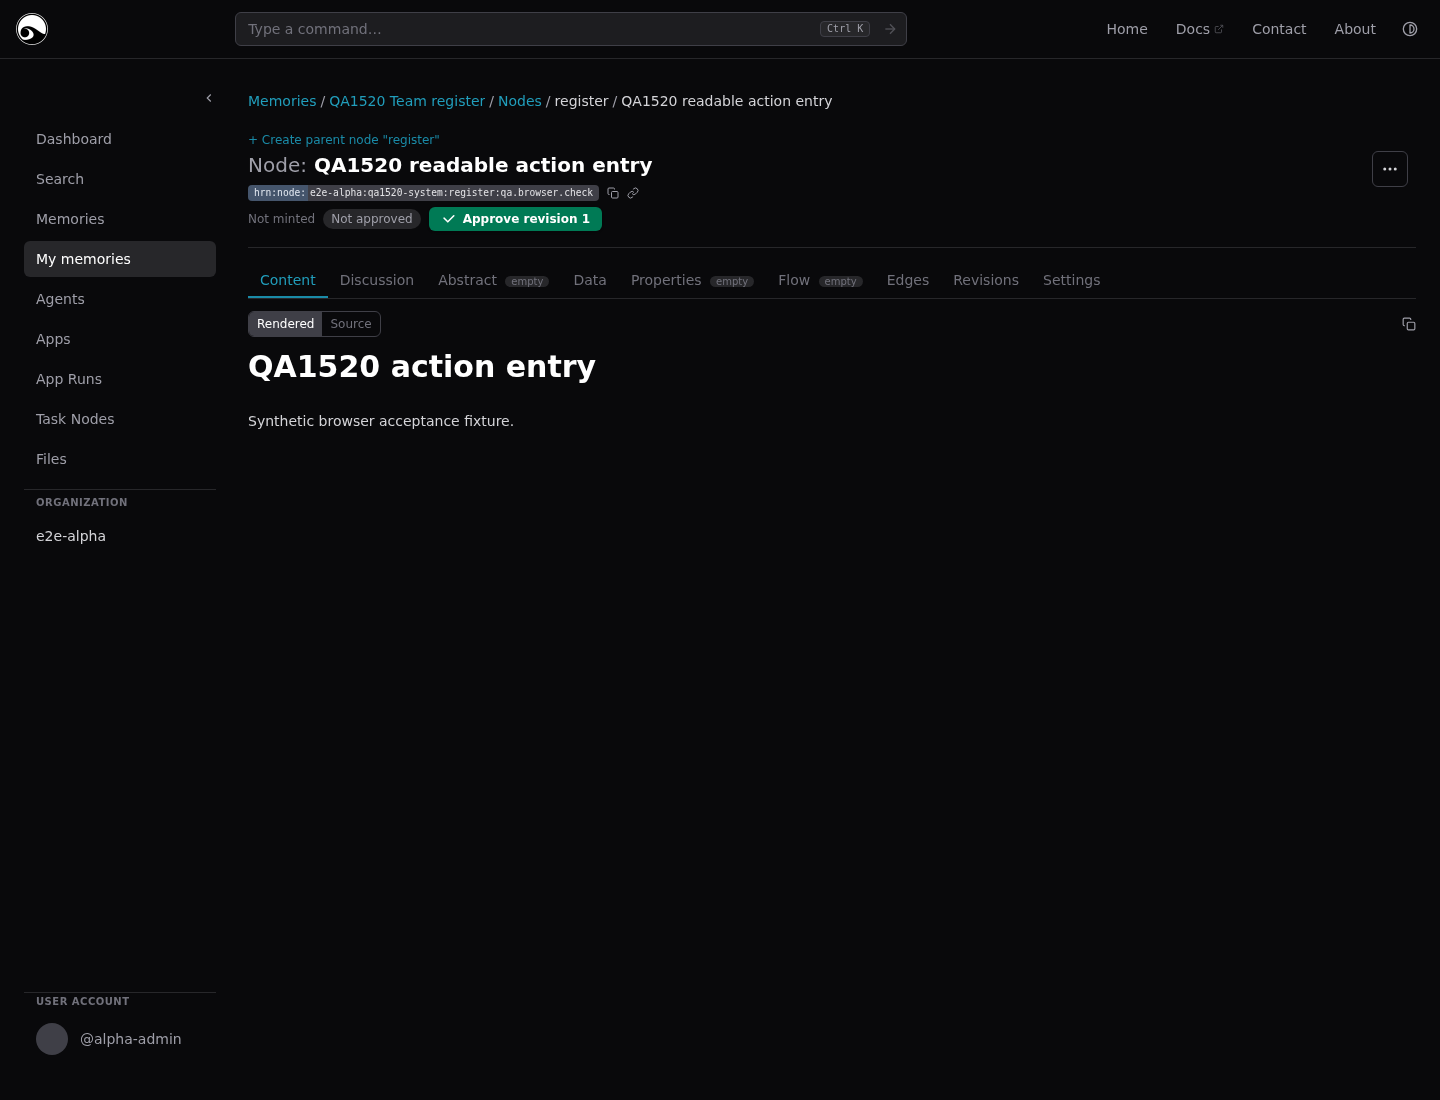 Type a command...
Ctrl K
Home
Docs
Contact
About
Memories / QA1520 Team register / Nodes / register / QA1520 readable action entry
+ Create parent node "register"
Node: QA1520 readable action entry
hrn:node: e2e-alpha:qa1520-system:register:qa.browser.check
Not minted
Not approved
Approve revision 1
Content
Discussion
Abstract empty
Data
Properties empty
Flow empty
Edges
Revisions
Settings
Rendered
Source
QA1520 action entry
Synthetic browser acceptance fixture.
Dashboard
Search
Memories
My memories
Agents
Apps
App Runs
Task Nodes
Files
ORGANIZATION
e2e-alpha
USER ACCOUNT
@alpha-admin